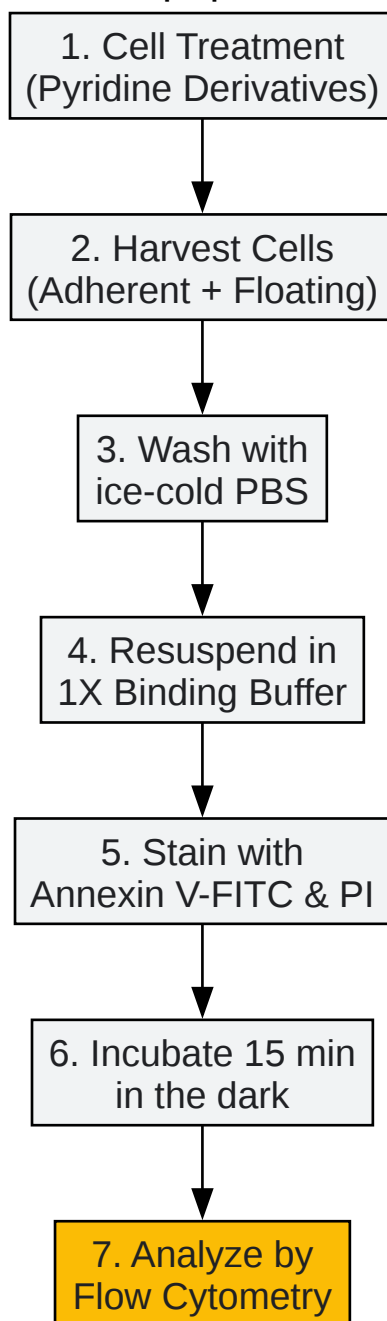 1. Cell Treatment
(Pyridine Derivatives)
2. Harvest Cells
(Adherent + Floating)
3. Wash with
ice-cold PBS
4. Resuspend in
1X Binding Buffer
5. Stain with
Annexin V-FITC & PI
6. Incubate 15 min
in the dark
7. Analyze by
Flow Cytometry